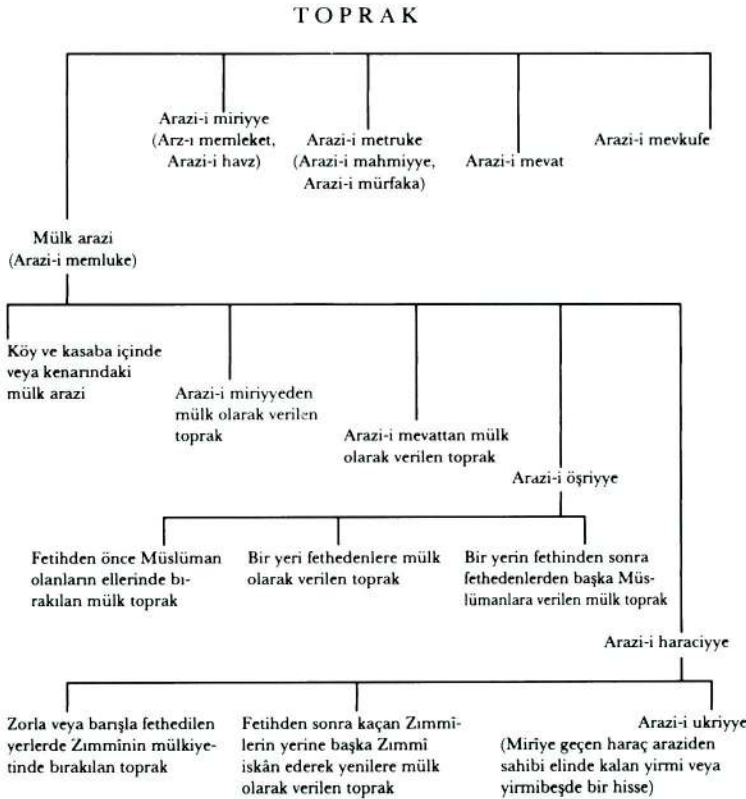 TOPRAK
Arazi-i miriyye
(Arz-ı memleket,
Arazi-i havz)
Arazi-i metruke
(Arazi-i mahmiyye,
Arazi-i mürfaka)
Arazi-i mevat
Arazi-i mevkufe
Mülk arazi
(Arazi-i memluke)
Köy ve kasaba içinde
veya kenarındaki
mülk arazi
Arazi-i miriyyeden
mülk olarak verilen
toprak
Arazi-i mevattan mülk
olarak verilen toprak
Arazi-i öşriyye
Fetihden önce Müslüman
olanların ellerinde bı-
rakılan mülk toprak
Bir yeri fethedenlere mülk
olarak verilen toprak
Bir yerin fethinden sonra
fethedenlerden başka Müs-
lümanlara verilen mülk toprak
Arazi-i haraciyye
Zorla veya barışla fethedilen
yerlerde Zımmînin mülkiye-
tinde bırakılan toprak
Fetihden sonra kaçan Zımmî-
lerin yerine başka Zımmî
iskân ederek yenilere mülk
olarak verilen toprak
Arazi-i ukriyye
(Mirîye geçen haraç araziden
sahibi elinde kalan yirmi veya
yirmibeşde bir hisse)